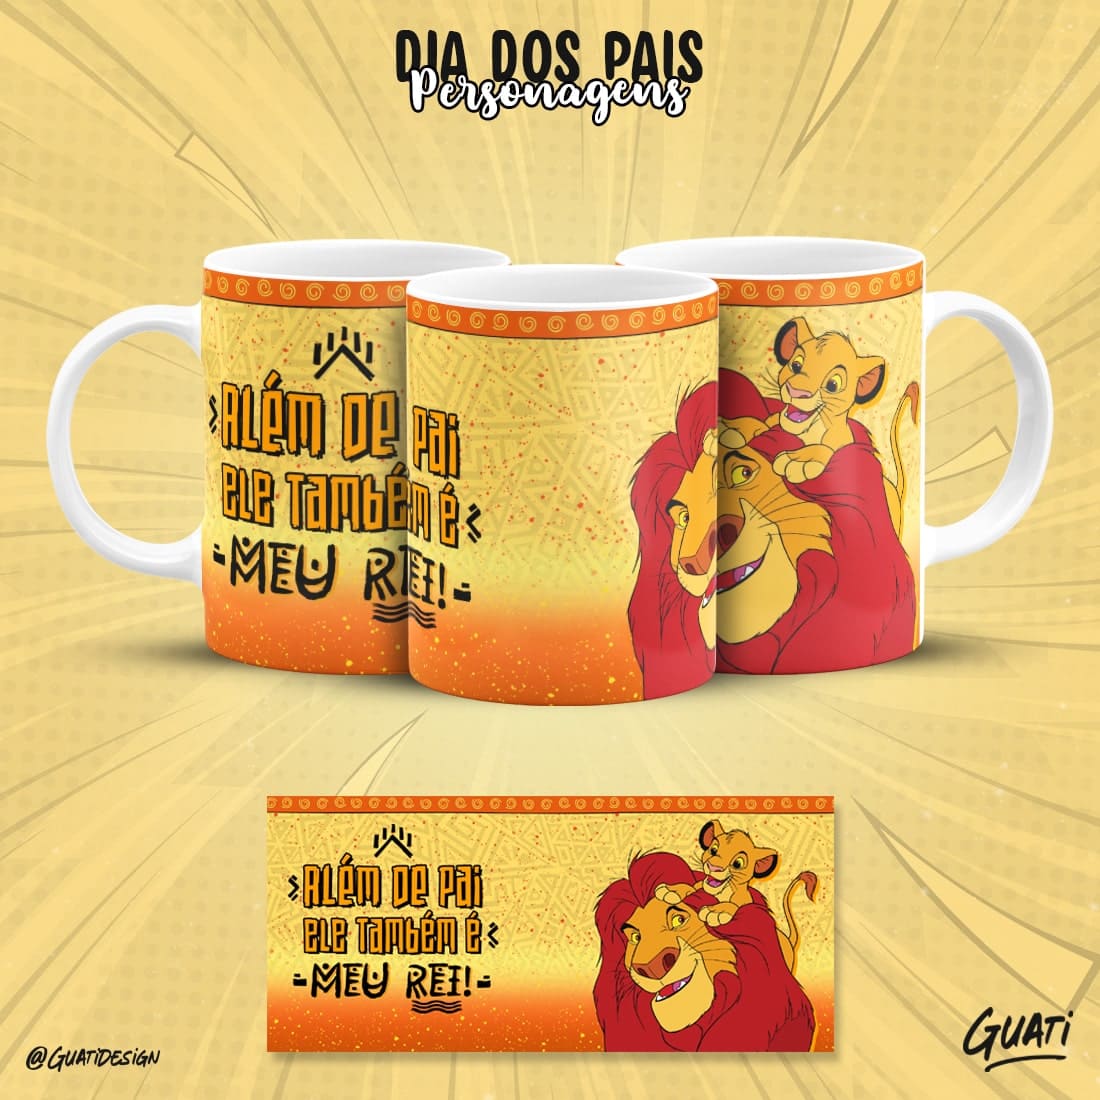 DIA DOS PAIS
Personagens
Além de pai
ele também é
MEU REI!
Além de pai
ele também é
MEU REI!
@GUATIDESIGN
GUATI